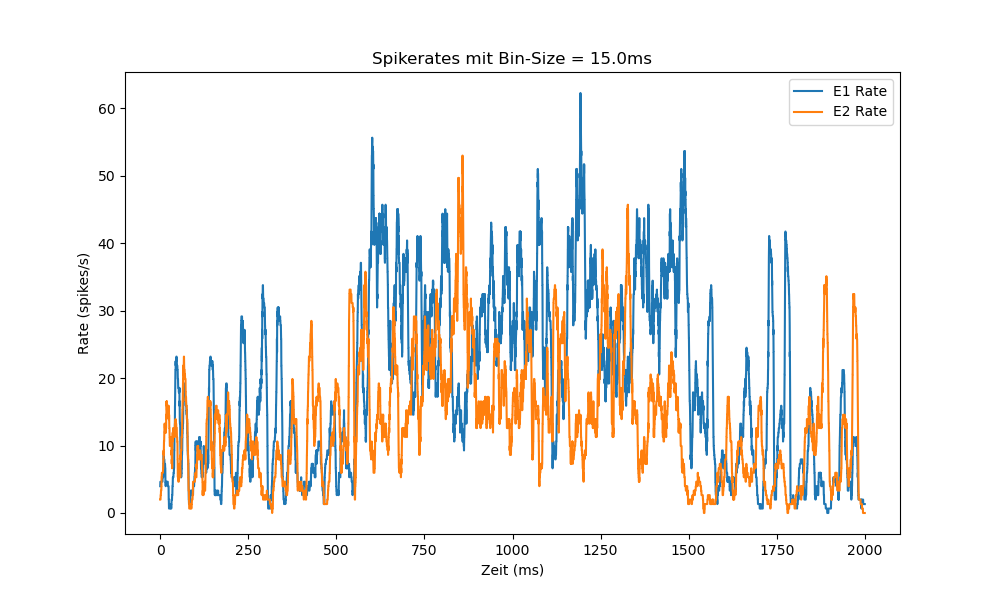 Spikerates mit Bin-Size = 15.0ms
E1 Rate
E2 Rate
60
50
40
30
20
10
0
Rate (spikes/s)
0 250 500 750 1000 1250 1500 1750 2000
Zeit (ms)